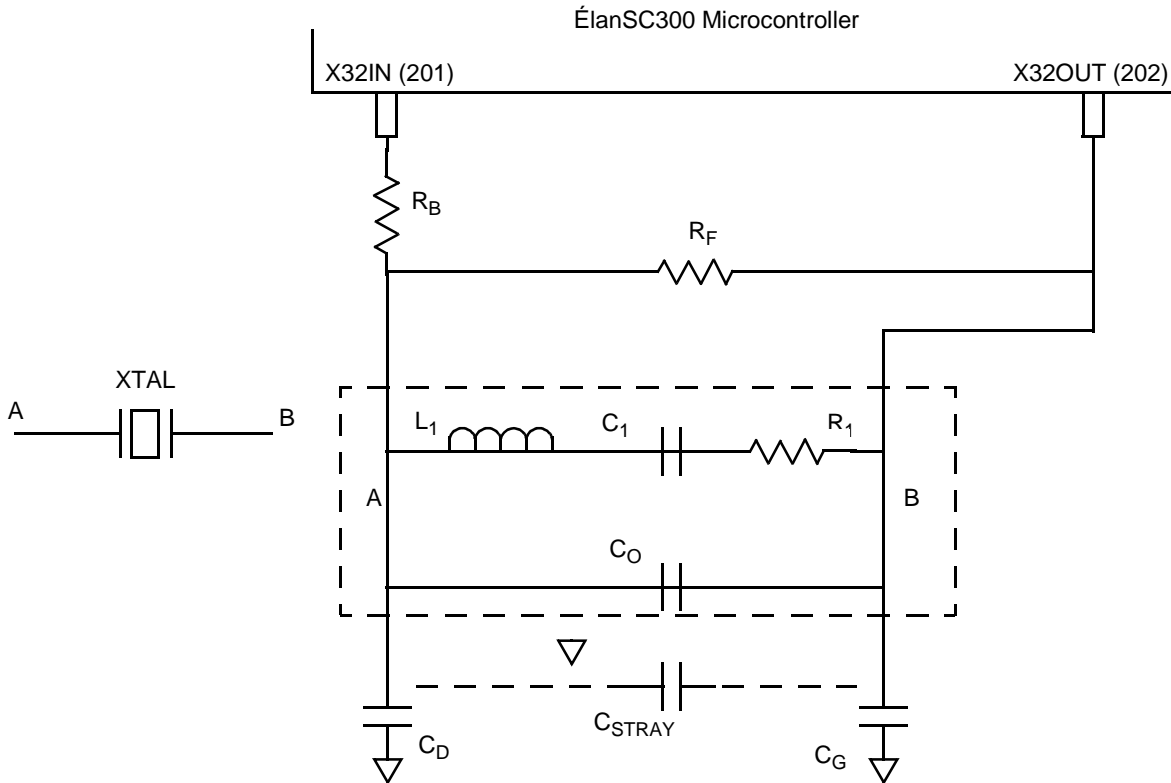 ÉlanSC300 Microcontroller
X32IN (201)
X32OUT (202)
RB
RF
XTAL
A
B
L1
C1
R1
A
B
CO
CSTRAY
CD
CG